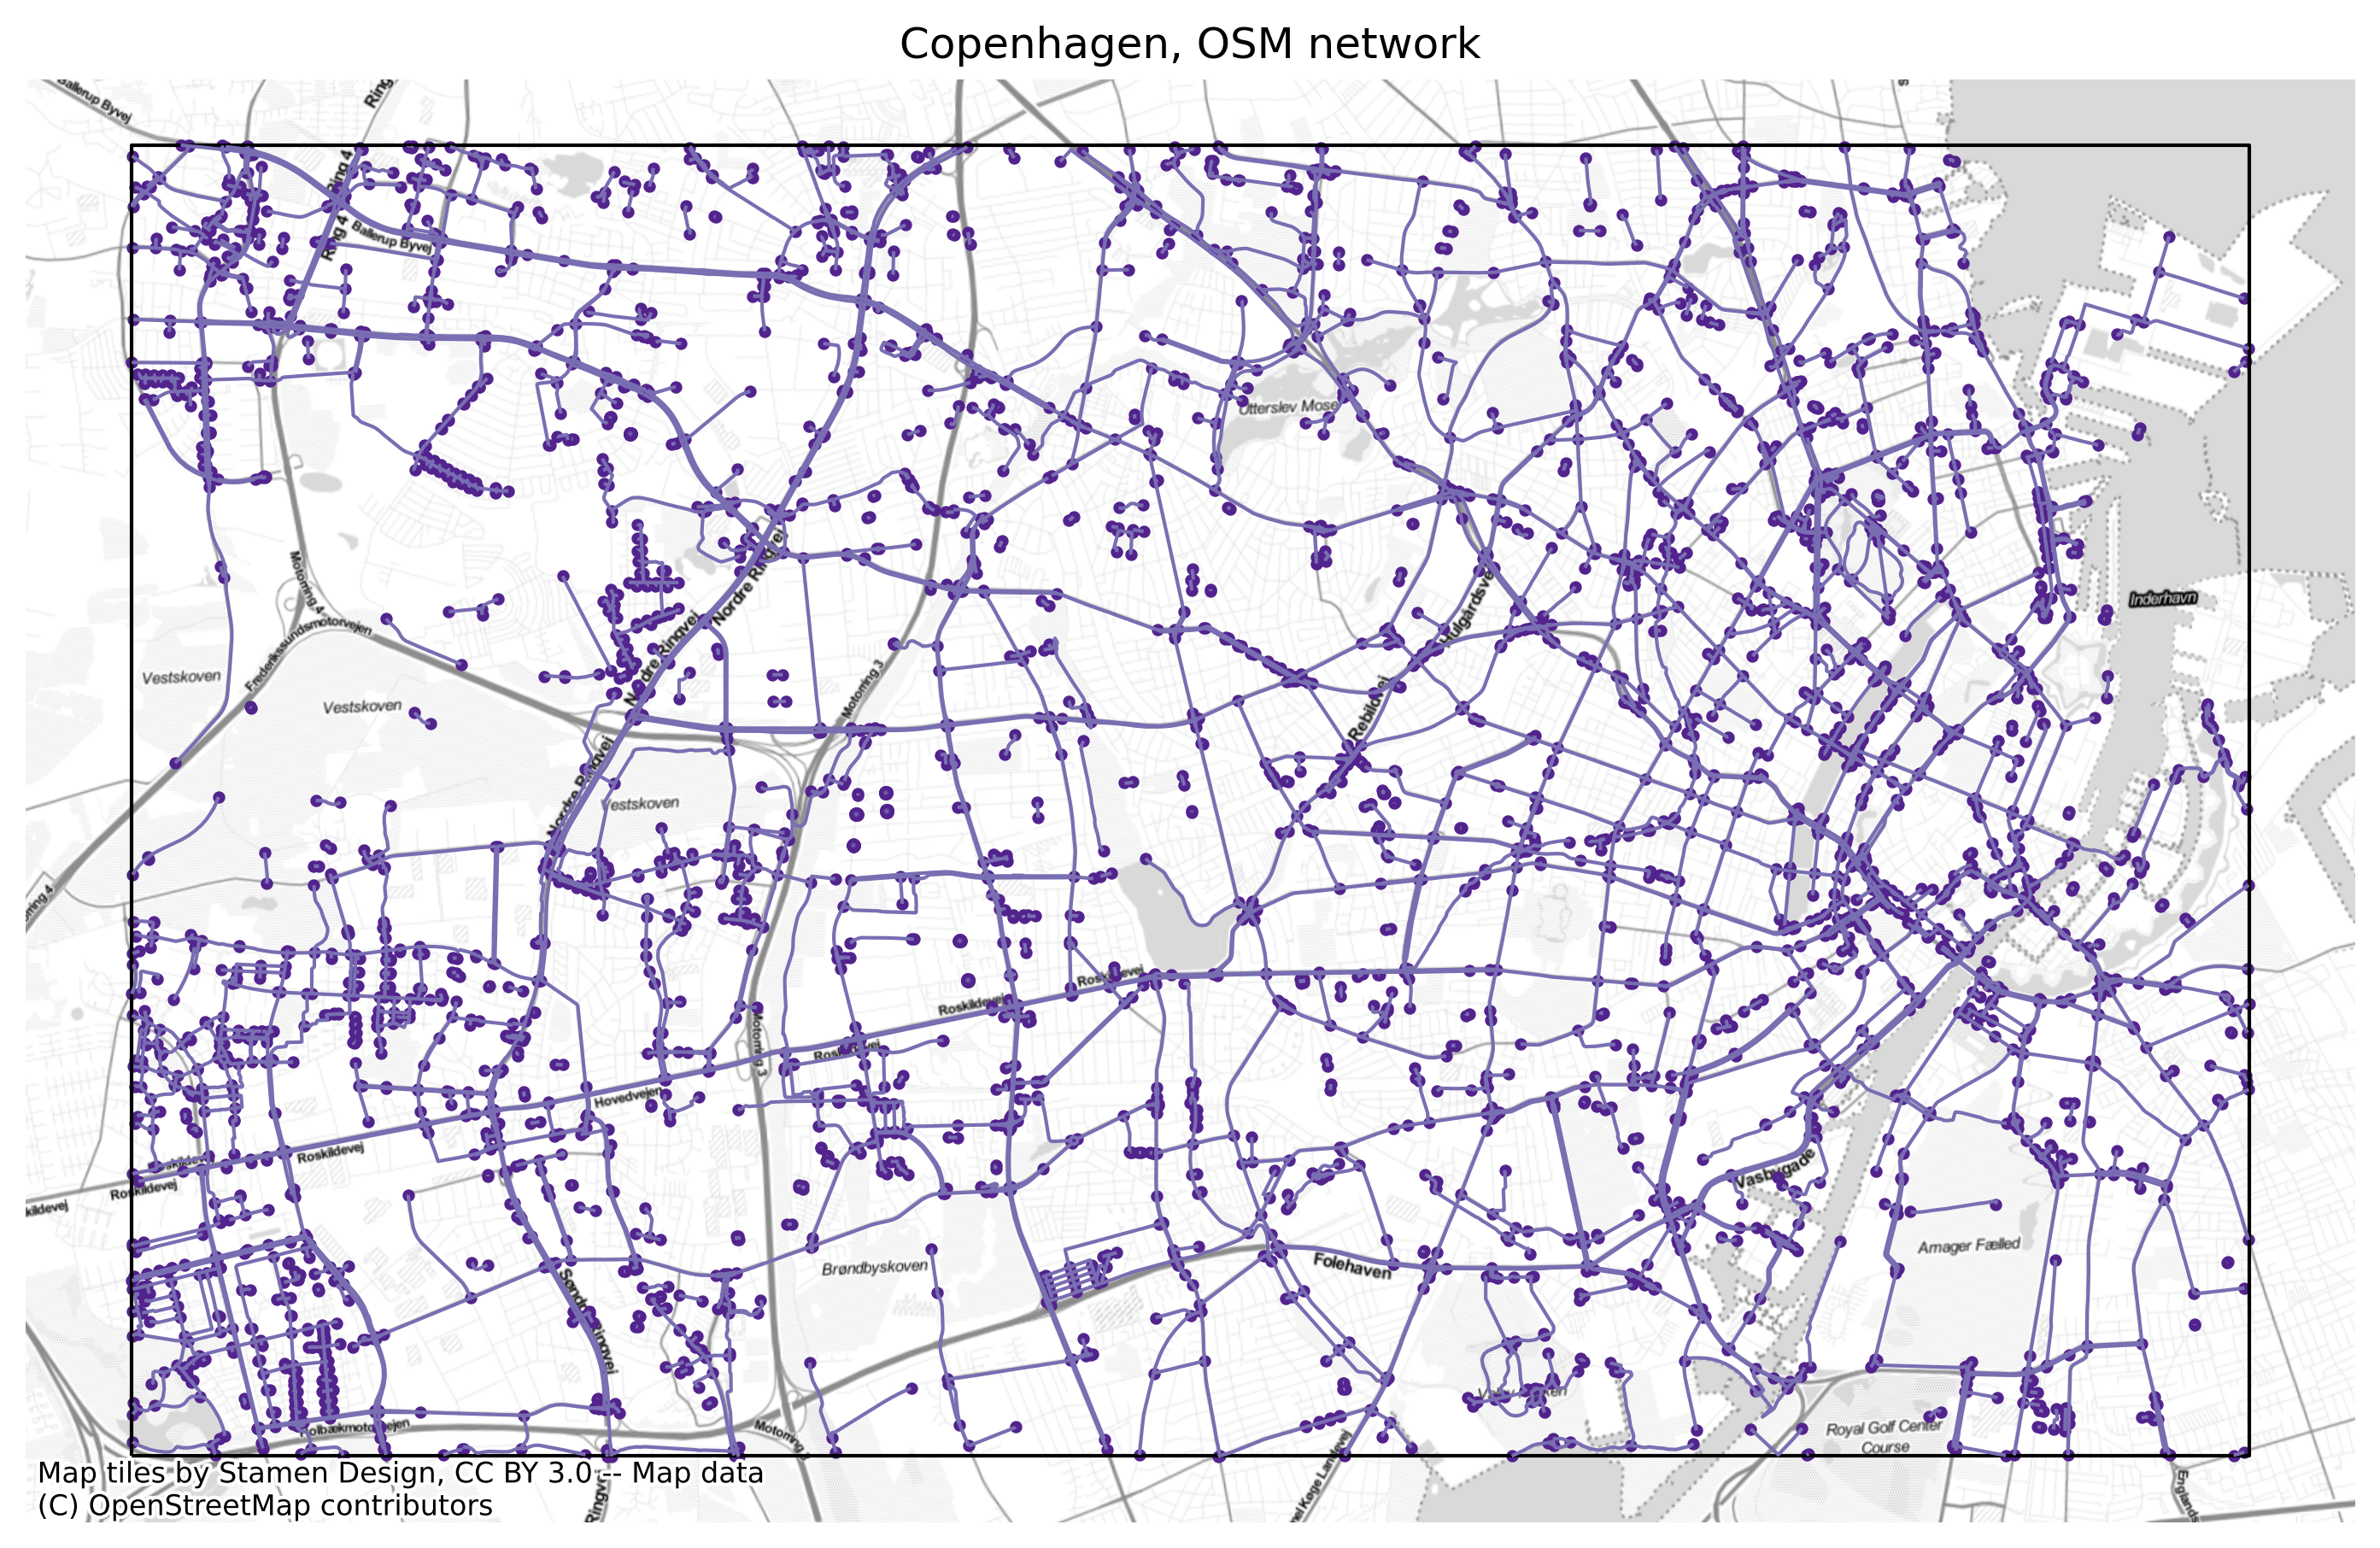 Copenhagen, OSM network
Ballerup Byvej
Ring
Ring 4
Ring 4
Ballerup Byvej
Utterslev Mose
Motorring 4
Frederikssundsmotorvejen
Nordre Ringvej
Nordre Ringvej
Hulgårdsvej
Inderhavn
Vestskoven
Vestskoven
Motorring 3
Rebildvej
Nordre Ringvej
Vestskoven
Roskildevej
Roskildevej
Motorring 3
Roskildevej
Hovedvejen
Roskildevej
Roskildevej
Roskildevej
kildevej
Vasbygade
Amager Fælled
Brøndbyskoven
Folehaven
Søndre Ringvej
Holbækmotorvejen
Motorring 3
Royal Golf Center
Course
Map tiles by Stamen Design, CC BY 3.0 -- Map data
(C) OpenStreetMap contributors